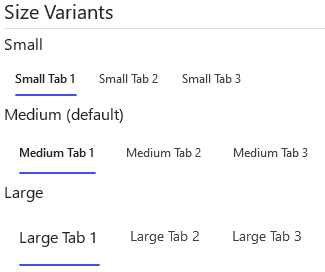 Size Variants
Small
Small Tab 1 Small Tab 2 Small Tab 3
Medium (default)
Medium Tab 1 Medium Tab 2 Medium Tab 3
Large
Large Tab 1 Large Tab 2 Large Tab 3